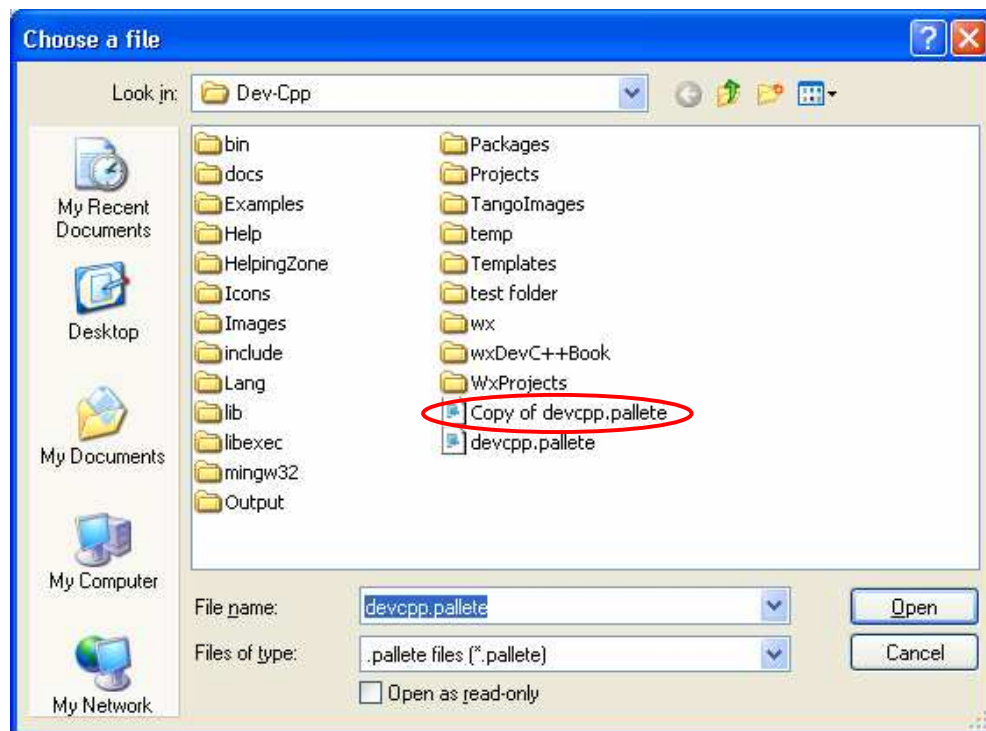 Choose a file
Look in:
Dev-Cpp
My Recent
Documents
Desktop
My Documents
My Computer
My Network
bin
docs
Examples
Help
HelpingZone
Icons
Images
include
Lang
lib
libexec
mingw32
Output
Packages
Projects
TangoImages
temp
Templates
test folder
wx
wxDevC++Book
WxProjects
Copy of devcpp.pallete
devcpp.pallete
File name:
devcpp.pallete
Open
Files of type:
.pallete files (*.pallete)
Cancel
Open as read-only